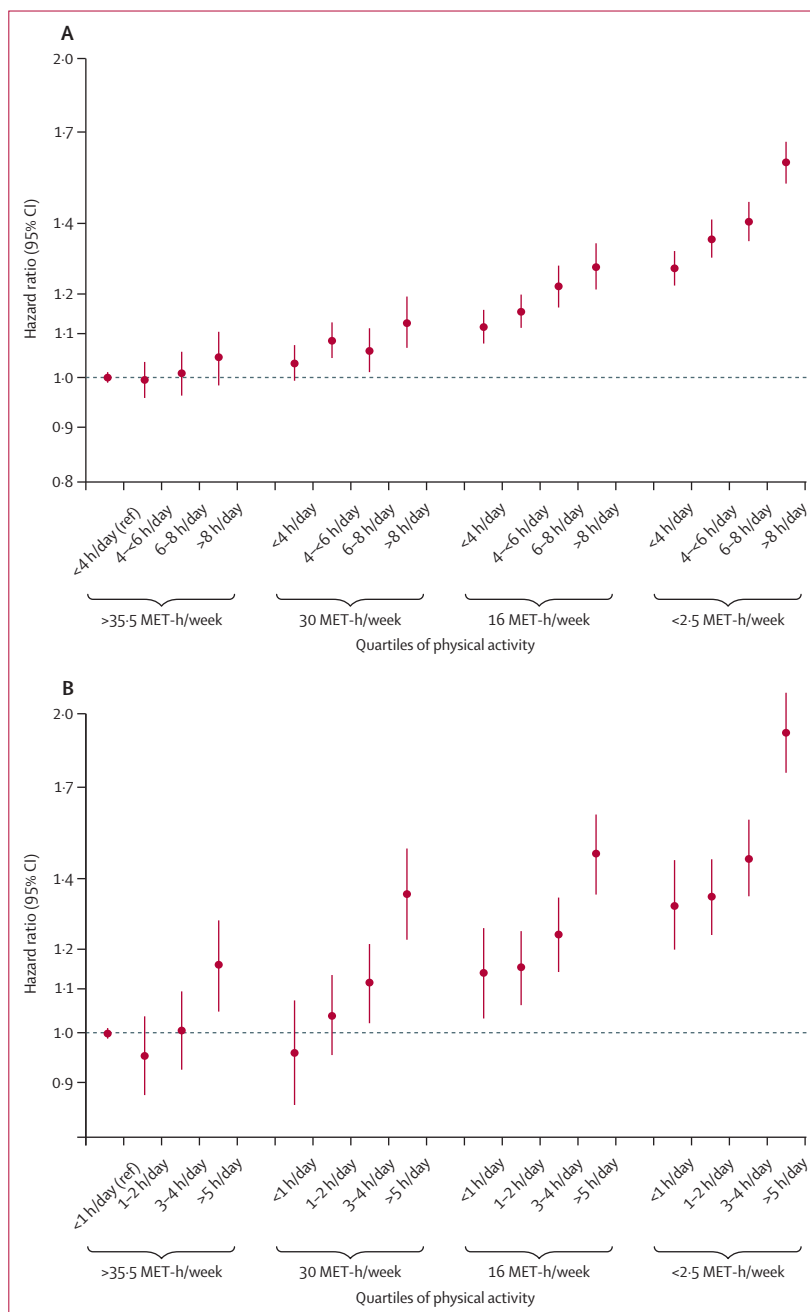 A
2·0
1·7
1·4
1·2
1·1
1·0
0·9
0·8
Hazard ratio (95% CI)
<4 h/day (ref)
4–<6 h/day
6–8 h/day
>8 h/day
<4 h/day
4–<6 h/day
6–8 h/day
>8 h/day
<4 h/day
4–<6 h/day
6–8 h/day
>8 h/day
<4 h/day
4–<6 h/day
6–8 h/day
>8 h/day
>35·5 MET-h/week
30 MET-h/week
16 MET-h/week
<2·5 MET-h/week
Quartiles of physical activity
B
2·0
1·7
1·4
1·2
1·1
1·0
0·9
Hazard ratio (95% CI)
<1 h/day (ref)
1–2 h/day
3–4 h/day
>5 h/day
<1 h/day
1–2 h/day
3–4 h/day
>5 h/day
<1 h/day
1–2 h/day
3–4 h/day
>5 h/day
<1 h/day
1–2 h/day
3–4 h/day
>5 h/day
>35·5 MET-h/week
30 MET-h/week
16 MET-h/week
<2·5 MET-h/week
Quartiles of physical activity